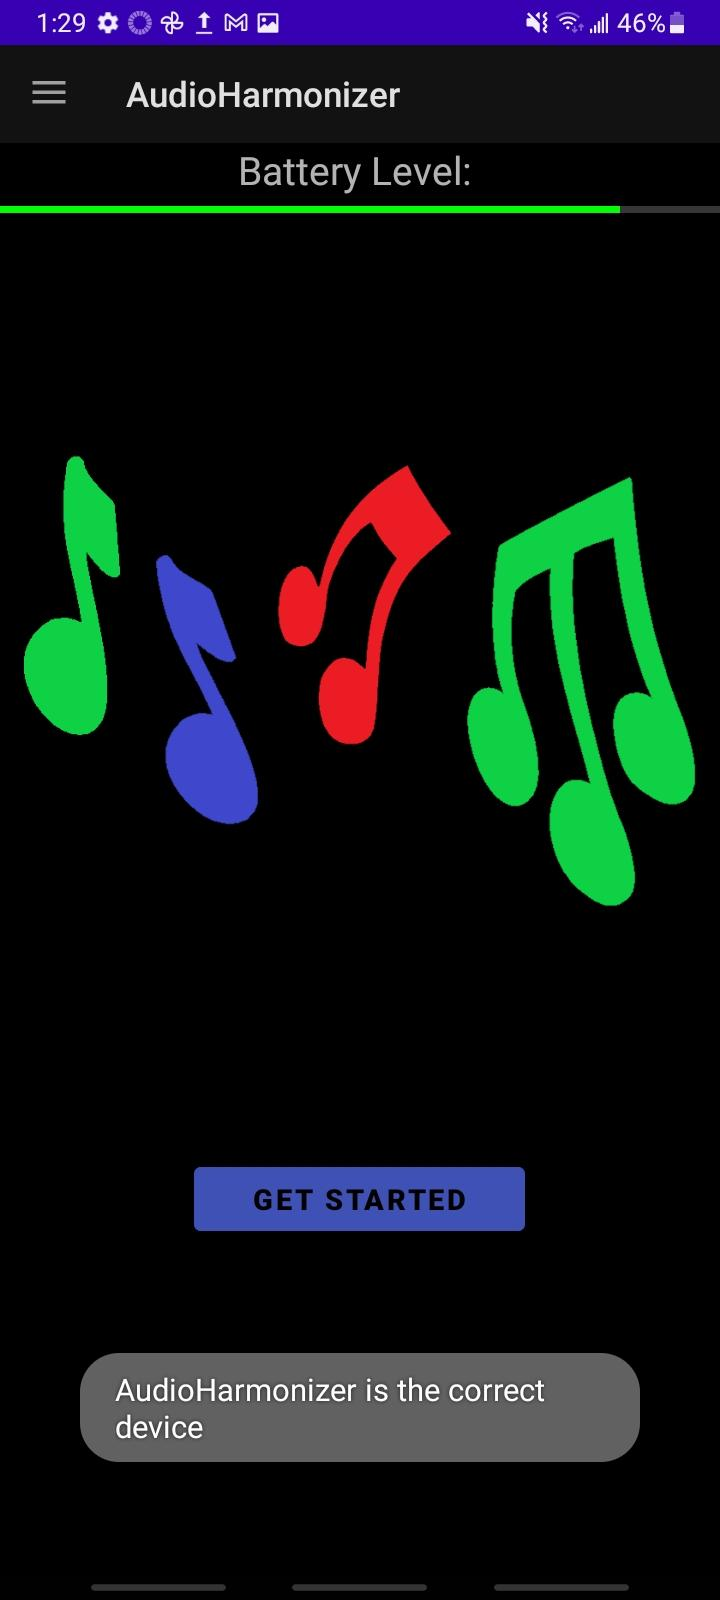 1:29
46%
AudioHarmonizer
Battery Level:
GET STARTED
AudioHarmonizer is the correct
device